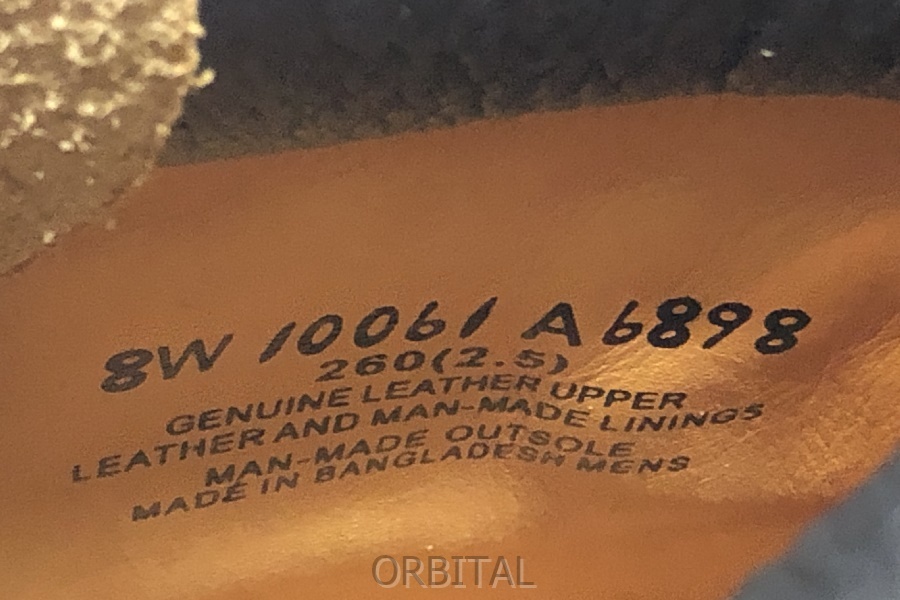 8W 10061 A6898
260(2.5)
GENUINE LEATHER UPPER
LEATHER AND MAN-MADE LININGS
MAN-MADE OUTSOLE
MADE IN BANGLADESH MENS
ORBITAL